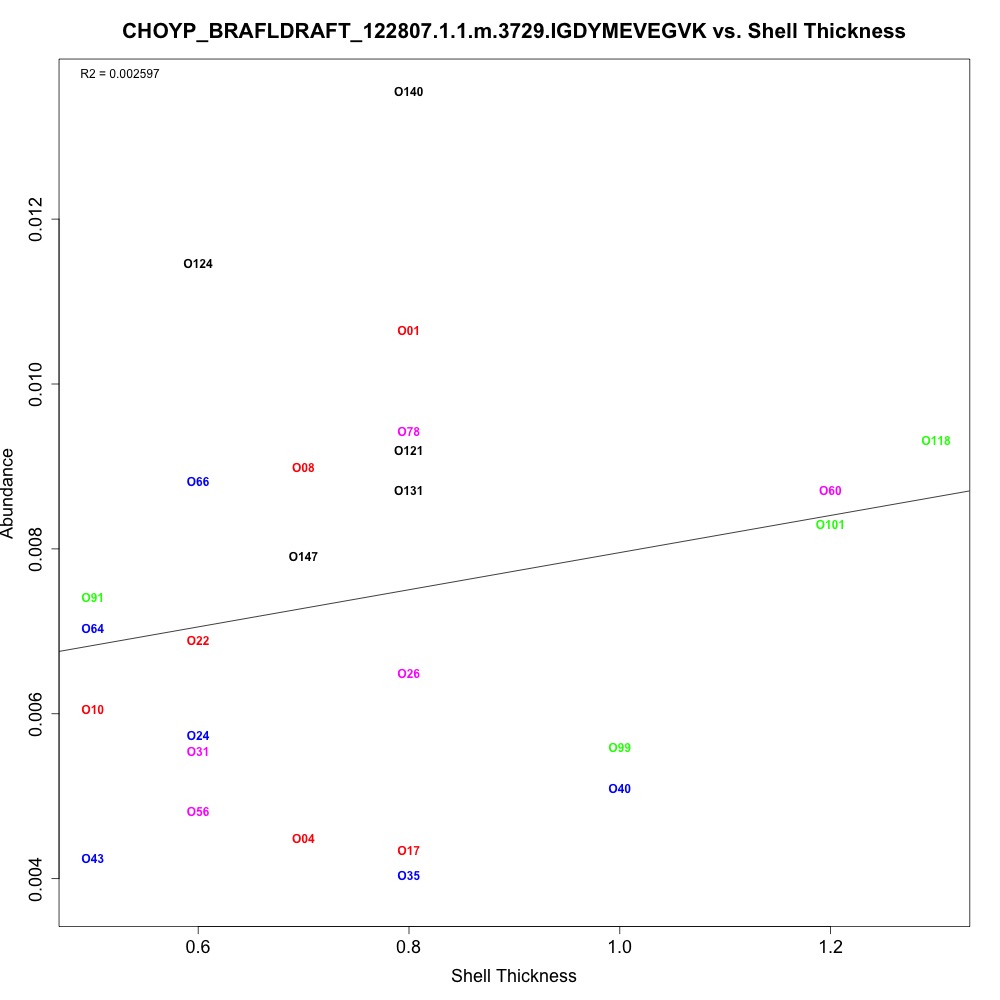 CHOYP_BRAFLDRAFT_122807.1.1.m.3729.IGDYMEVEGVK vs. Shell Thickness
R2 = 0.002597
O140
0.012
O124
O01
0.010
O78
O118
O121
O08
O66
O131
O60
O101
Abundance
0.008
O147
O91
O64
O22
O26
0.006
O10
O24
O31
O99
O40
O56
O04
O17
O43
O35
0.004
0.6 0.8 1.0 1.2
Shell Thickness